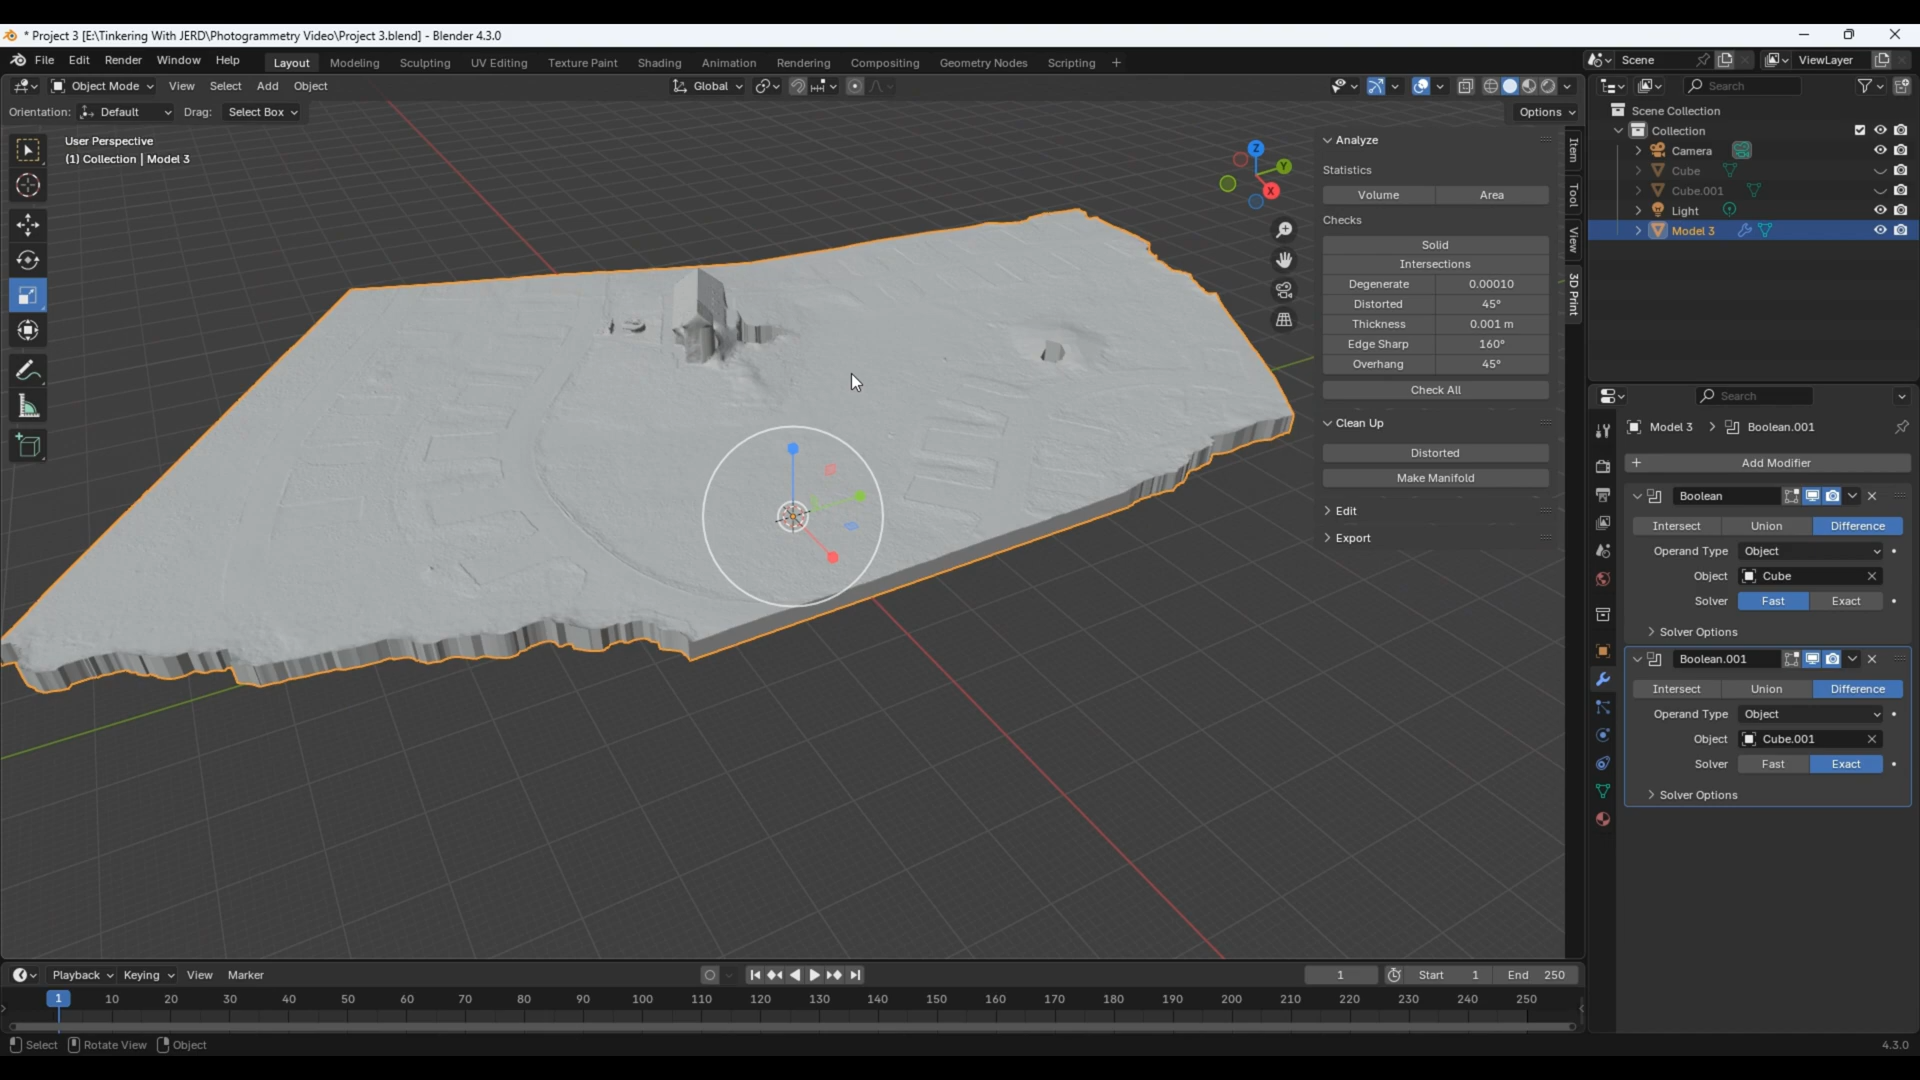 * Project 3 [E:\Tinkering With JERD\Photogrammetry Video\Project 3.blend] - Blender 4.3.0
File Edit Render Window Help Layout Modeling Sculpting UV Editing Texture Paint Shading Animation Rendering Compositing Geometry Nodes Scripting + Scene ViewLayer
Object Mode View Select Add Object Global Search
Orientation: Default Drag: Select Box Options
User Perspective
(1) Collection | Model 3
Z
Y
X
Analyze
Statistics
Volume Area
Checks
Solid
Intersections
Degenerate 0.00010
Distorted 45°
Thickness 0.001 m
Edge Sharp 160°
Overhang 45°
Check All
Clean Up
Distorted
Make Manifold
Edit
Export
Item
Tool
View
3D Print
Scene Collection
Collection
Camera
Cube
Cube.001
Light
Model 3
Search
Model 3 > Boolean.001
+ Add Modifier
Boolean
Intersect Union Difference
Operand Type Object
Object Cube
Solver Fast Exact
Solver Options
Boolean.001
Intersect Union Difference
Operand Type Object
Object Cube.001
Solver Fast Exact
Solver Options
Playback Keying View Marker 1 Start 1 End 250
1 10 20 30 40 50 60 70 80 90 100 110 120 130 140 150 160 170 180 190 200 210 220 230 240 250
Select Rotate View Object 4.3.0